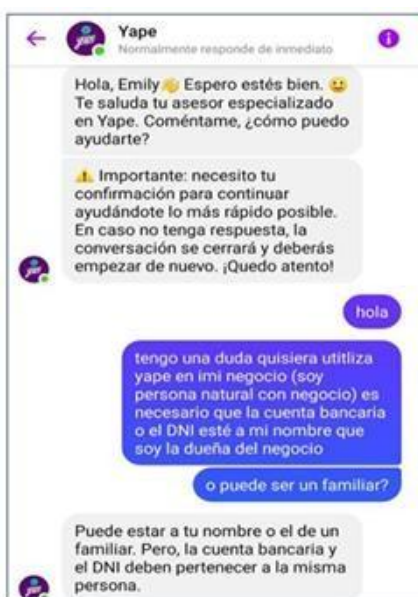 Yape
Normalmente responde de inmediato
Hola, Emily👋 Espero estés bien. 🙂
Te saluda tu asesor especializado
en Yape. Coméntame, ¿cómo puedo
ayudarte?
⚠️ Importante: necesito tu
confirmación para continuar
ayudándote lo más rápido posible.
En caso no tenga respuesta, la
conversación se cerrará y deberás
empezar de nuevo. ¡Quedo atento!
hola
tengo una duda quisiera utitliza
yape en imi negocio (soy
persona natural con negocio) es
necesario que la cuenta bancaria
o el DNI esté a mi nombre que
soy la dueña del negocio
o puede ser un familiar?
Puede estar a tu nombre o el de un
familiar. Pero, la cuenta bancaria y
el DNI deben pertenecer a la misma
persona.